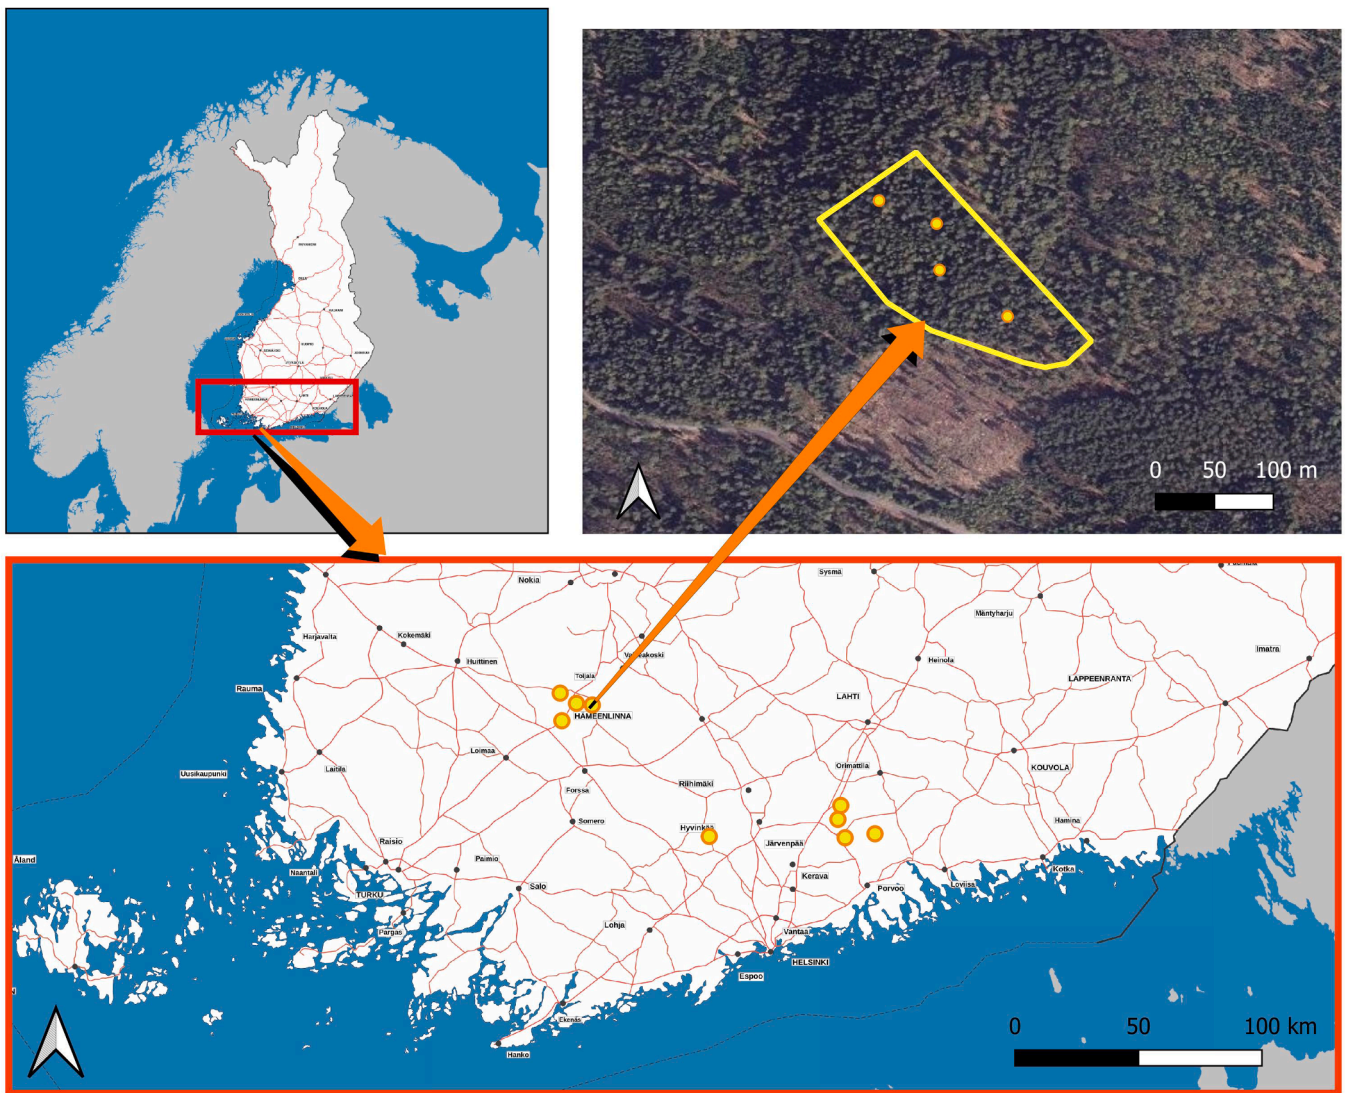 0 50 100 m
Nokia
Sysmä
Mäntyharju
Harjavalta
Kokemäki
Huittinen
Heinola
Imatra
Toijala
Rauma
LAPPEENRANTA
LAHTI
HÄMEENLINNA
Loimaa
Laitila
Uusikaupunki
Orimattila
KOUVOLA
Forssa
Riihimäki
Somero
Hyvinkää
Hamina
Järvenpää
Raisio
Paimio
Åland
Naantali
Kerava
Kotka
Salo
Porvoo
Loviisa
TURKU
Lohja
Pargas
Vantaa
HELSINKI
Espoo
Ekenäs
Hanko
0 50 100 km